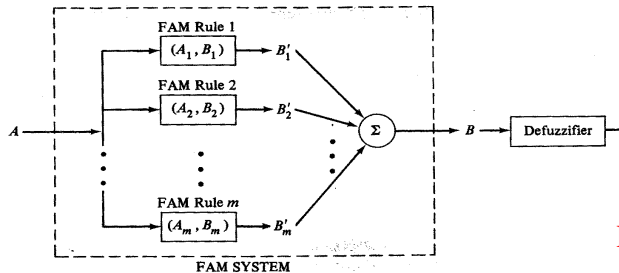 FAM Rule 1
(A₁, B₁)
B′₁
FAM Rule 2
(A₂, B₂)
B′₂
A
Σ
B
Defuzzifier
FAM Rule m
(Aₘ, Bₘ)
B′ₘ
FAM SYSTEM